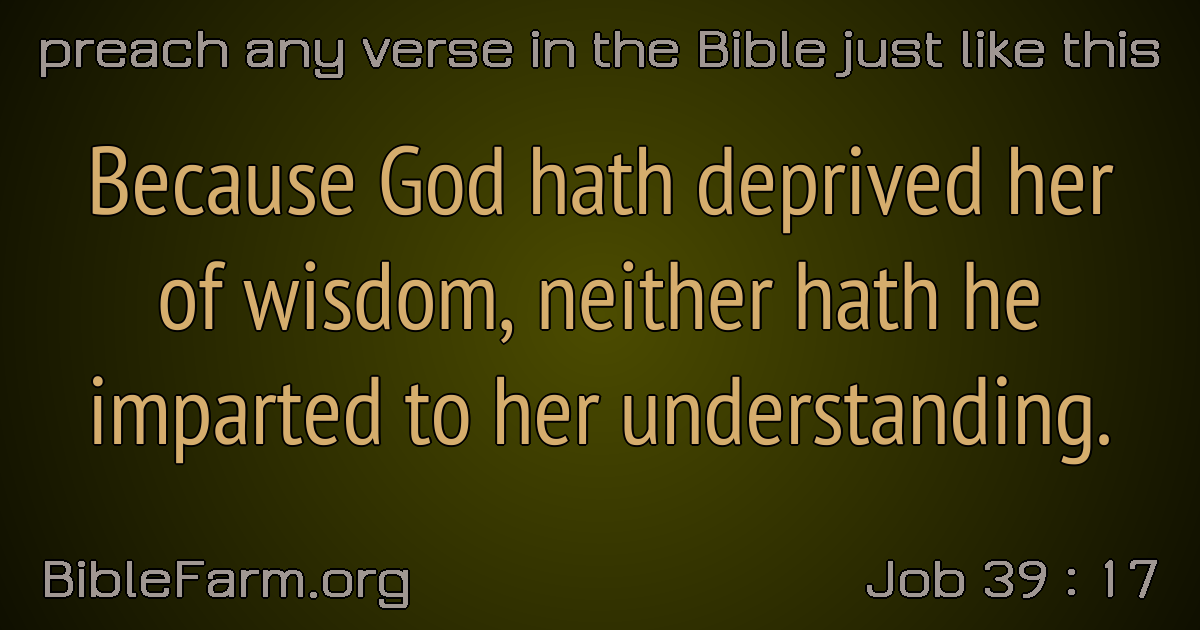 preach any verse in the Bible just like this
Because God hath deprived her
of wisdom, neither hath he
imparted to her understanding.
BibleFarm.org
Job 39 : 17